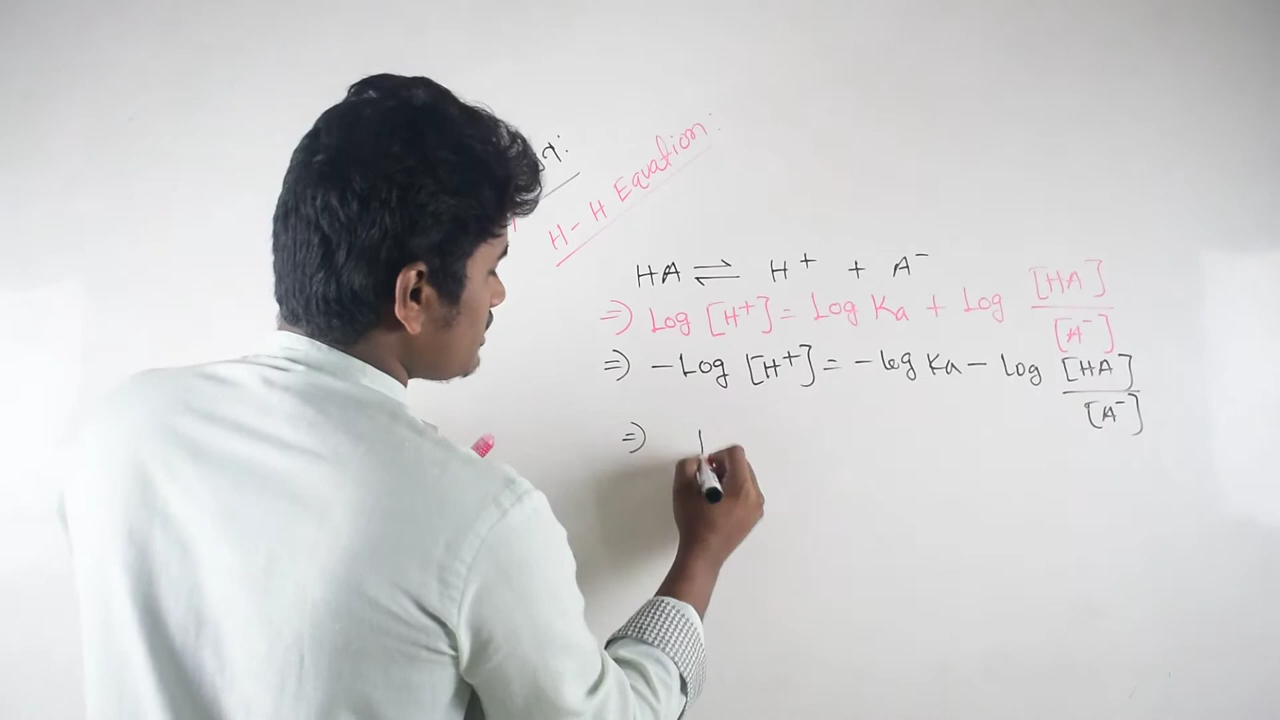 H-H Equation:
HA ⇌ H⁺ + A⁻
⇒) Log [H⁺] = Log Ka + Log [HA]/[A⁻]
⇒) -Log [H⁺] = -log Ka - log [HA]/[A⁻]
⇒)